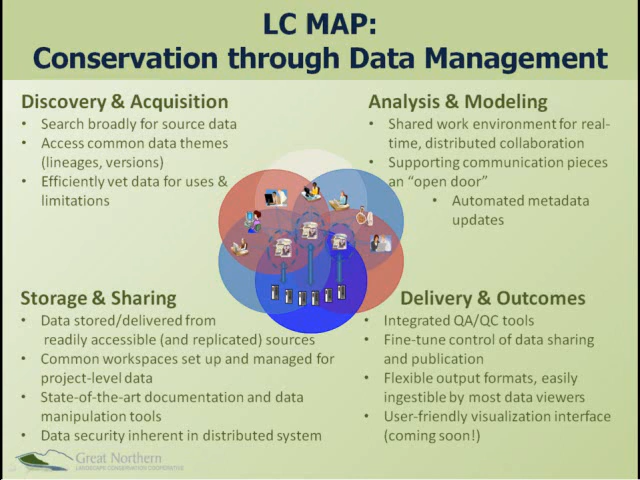 LC MAP:
Conservation through Data Management
Discovery & Acquisition
• Search broadly for source data
• Access common data themes
(lineages, versions)
• Efficiently vet data for uses &
limitations
Analysis & Modeling
• Shared work environment for real-
time, distributed collaboration
• Supporting communication pieces
an “open door”
• Automated metadata
updates
Storage & Sharing
• Data stored/delivered from
readily accessible (and replicated) sources
• Common workspaces set up and managed for
project-level data
• State-of-the-art documentation and data
manipulation tools
• Data security inherent in distributed system
Delivery & Outcomes
• Integrated QA/QC tools
• Fine-tune control of data sharing
and publication
• Flexible output formats, easily
ingestible by most data viewers
• User-friendly visualization interface
(coming soon!)
Great Northern
LANDSCAPE CONSERVATION COOPERATIVE